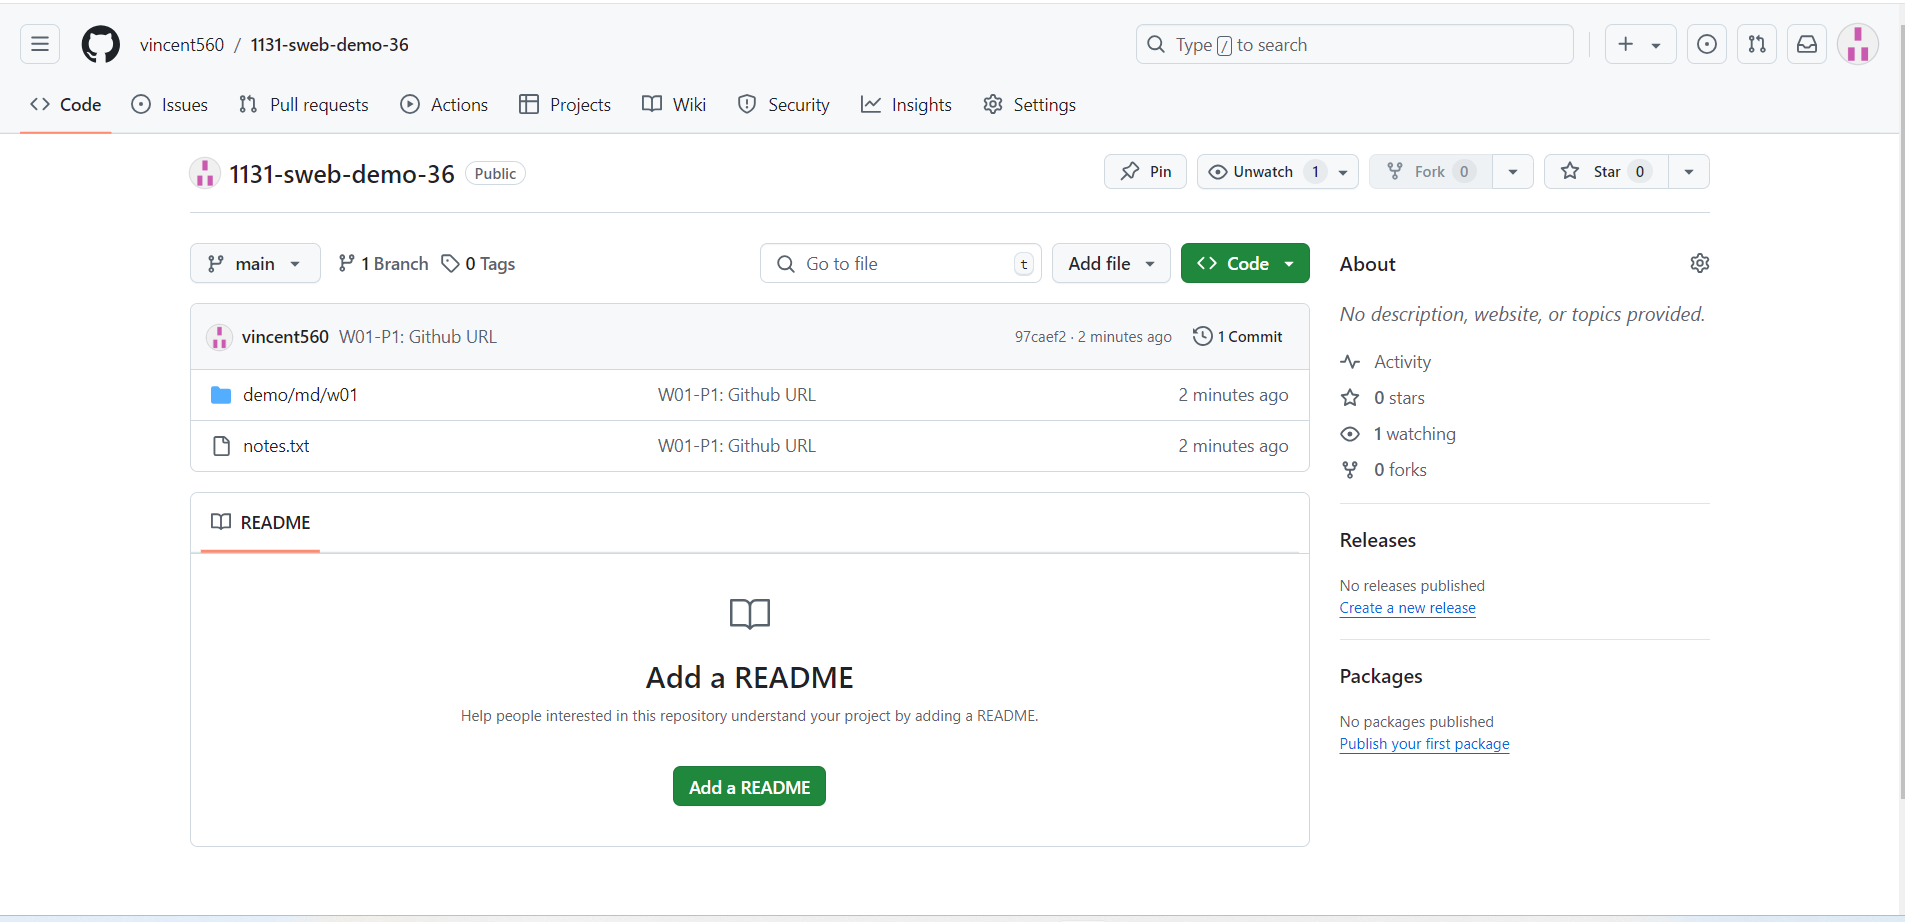 vincent560 / 1131-sweb-demo-36
Type / to search
Code Issues Pull requests Actions Projects Wiki Security Insights Settings
1131-sweb-demo-36 Public
Pin Unwatch 1 Fork 0 Star 0
main 1 Branch 0 Tags
Go to file t Add file Code
vincent560 W01-P1: Github URL 97caef2 · 2 minutes ago 1 Commit
demo/md/w01 W01-P1: Github URL 2 minutes ago
notes.txt W01-P1: Github URL 2 minutes ago
README
Add a README
Help people interested in this repository understand your project by adding a README.
Add a README
About
No description, website, or topics provided.
Activity
0 stars
1 watching
0 forks
Releases
No releases published
Create a new release
Packages
No packages published
Publish your first package